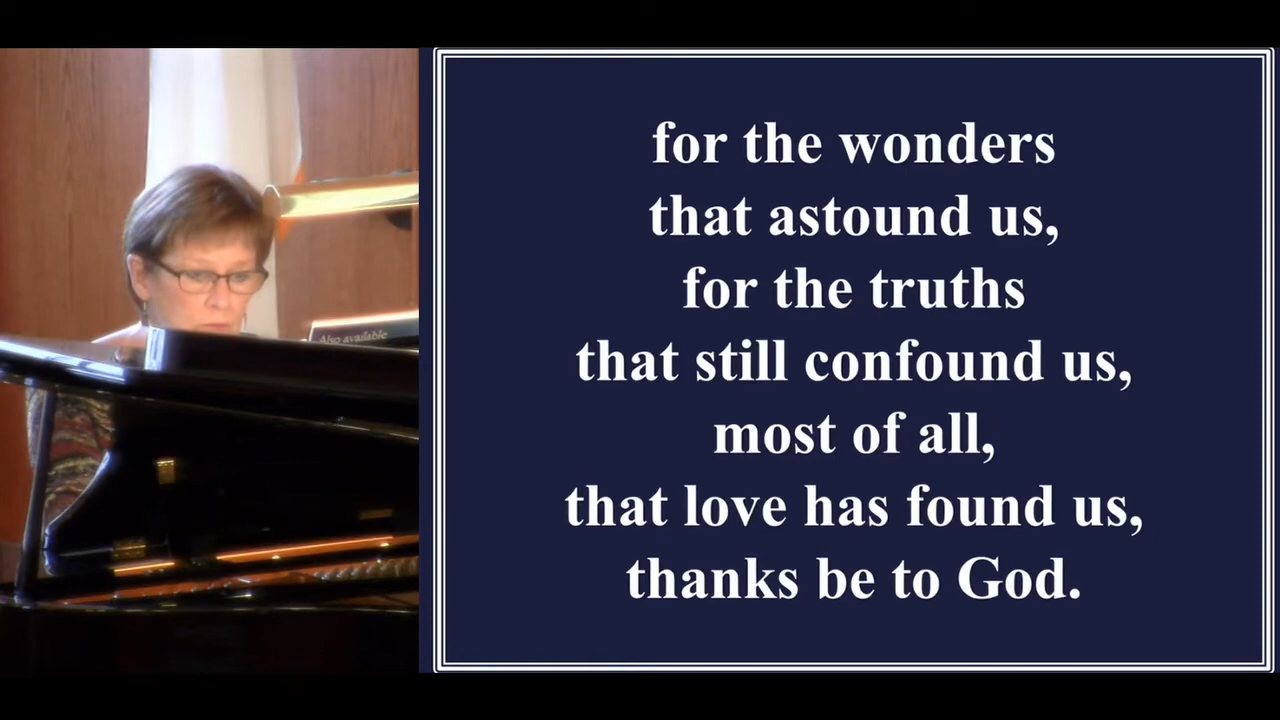 Also available
for the wonders
that astound us,
for the truths
that still confound us,
most of all,
that love has found us,
thanks be to God.